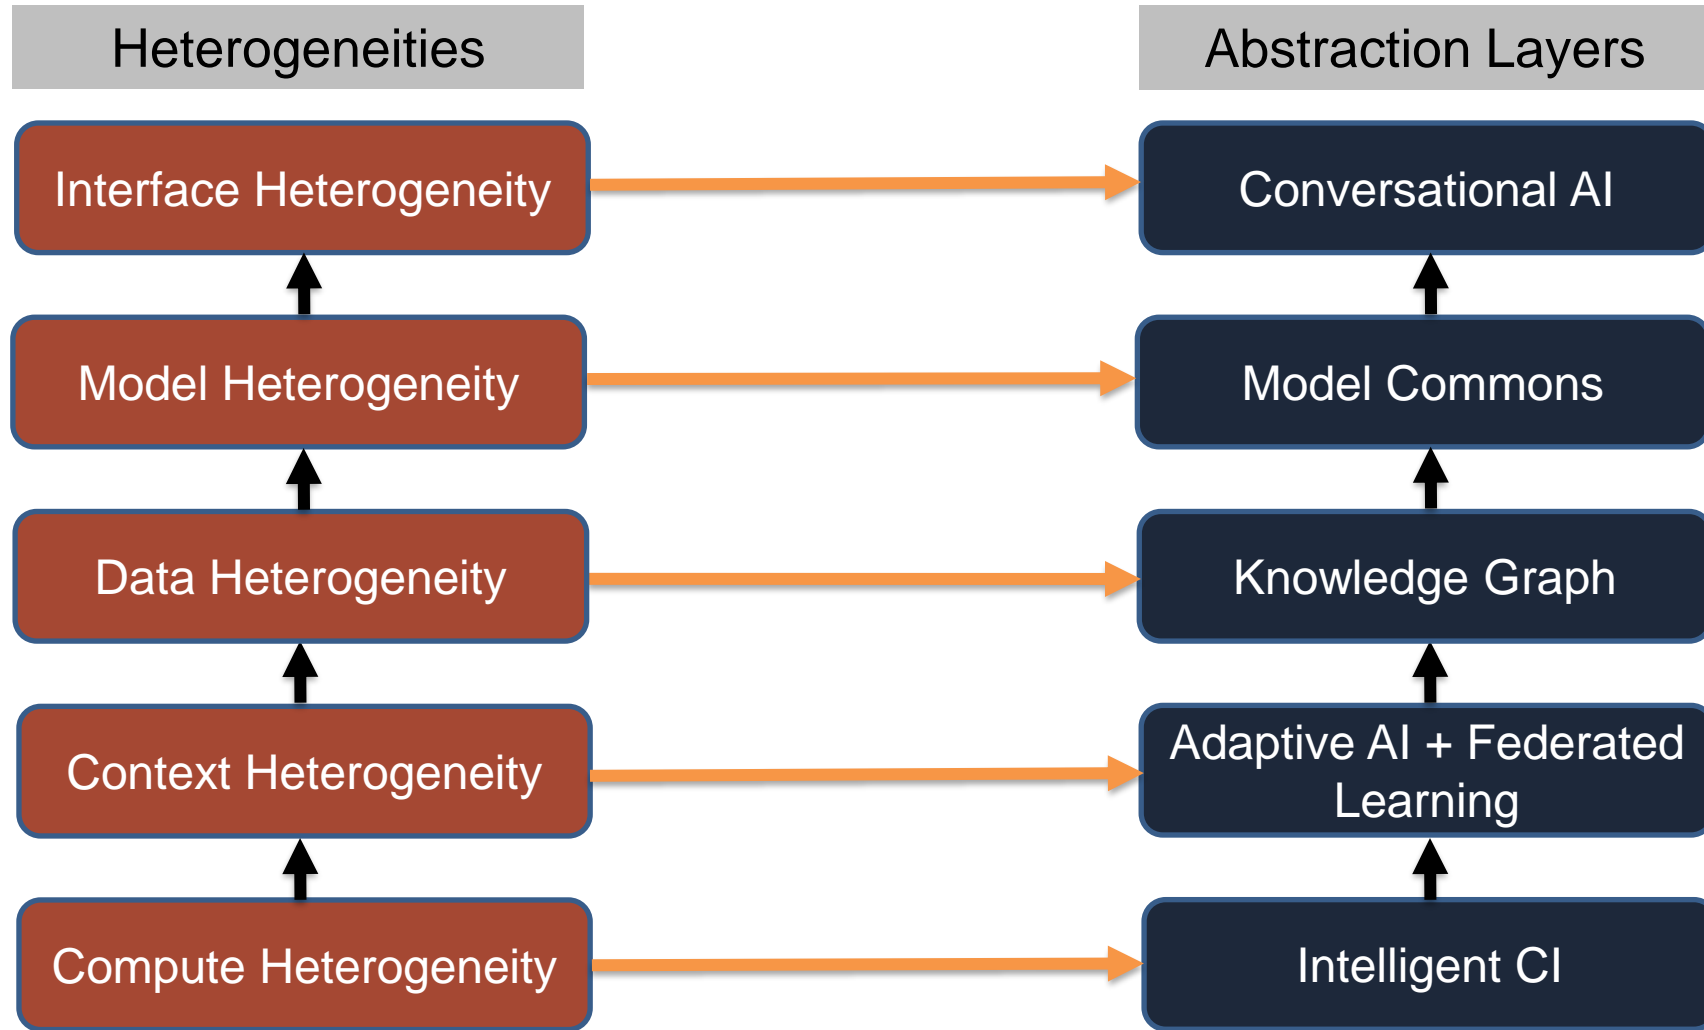 Heterogeneities
Abstraction Layers
Interface Heterogeneity
Conversational AI
Model Heterogeneity
Model Commons
Data Heterogeneity
Knowledge Graph
Context Heterogeneity
Adaptive AI + Federated
Learning
Compute Heterogeneity
Intelligent CI